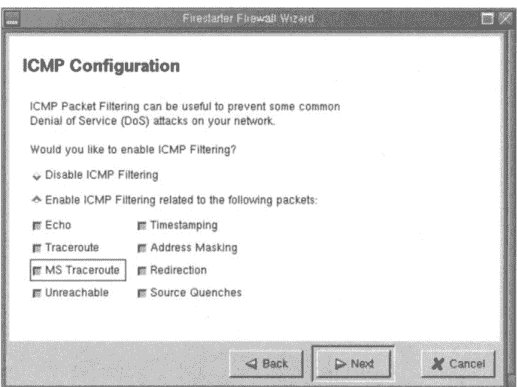 Firestarter Firewall Wizard
ICMP Configuration
ICMP Packet Filtering can be useful to prevent some common
Denial of Service (DoS) attacks on your network.
Would you like to enable ICMP Filtering?
Disable ICMP Filtering
Enable ICMP Filtering related to the following packets:
Echo Timestamping
Traceroute Address Masking
MS Traceroute Redirection
Unreachable Source Quenches
Back Next Cancel